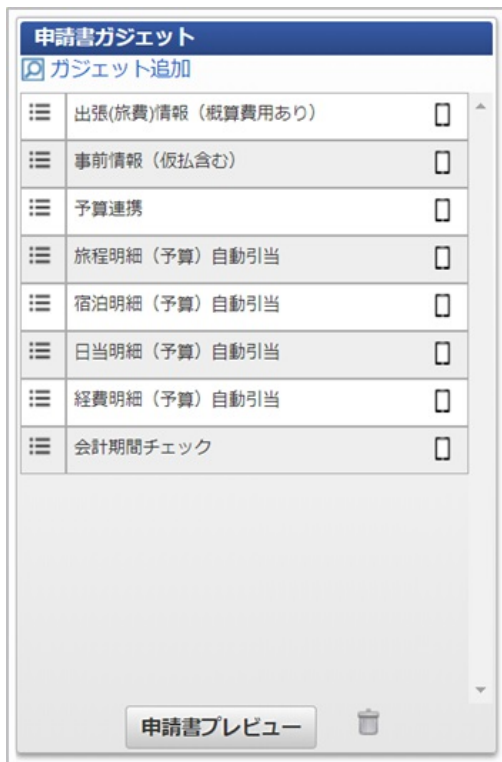 申請書ガジェット
ガジェット追加
出張(旅費)情報（概算費用あり）
事前情報（仮払含む）
予算連携
旅程明細（予算）自動引当
宿泊明細（予算）自動引当
日当明細（予算）自動引当
経費明細（予算）自動引当
会計期間チェック
申請書プレビュー